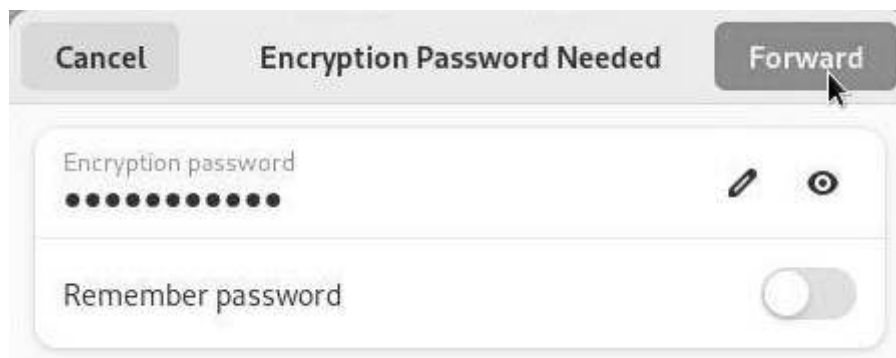 Cancel Encryption Password Needed Forward
Encryption password
●●●●●●●●●●●
Remember password